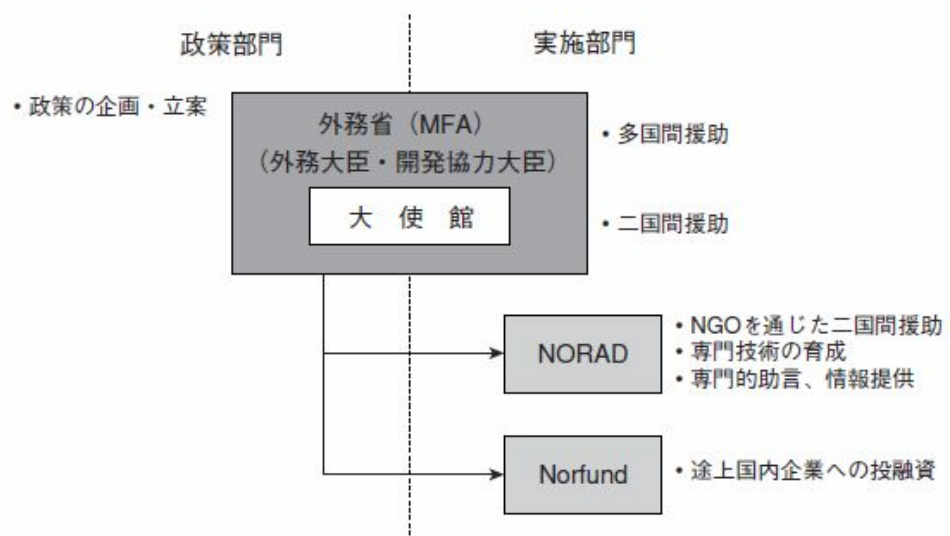 政策部門
実施部門
・政策の企画・立案
外務省（MFA）
（外務大臣・開発協力大臣）
大 使 館
・多国間援助
・二国間援助
NORAD
・NGOを通じた二国間援助
・専門技術の育成
・専門的助言、情報提供
Norfund
・途上国内企業への投融資